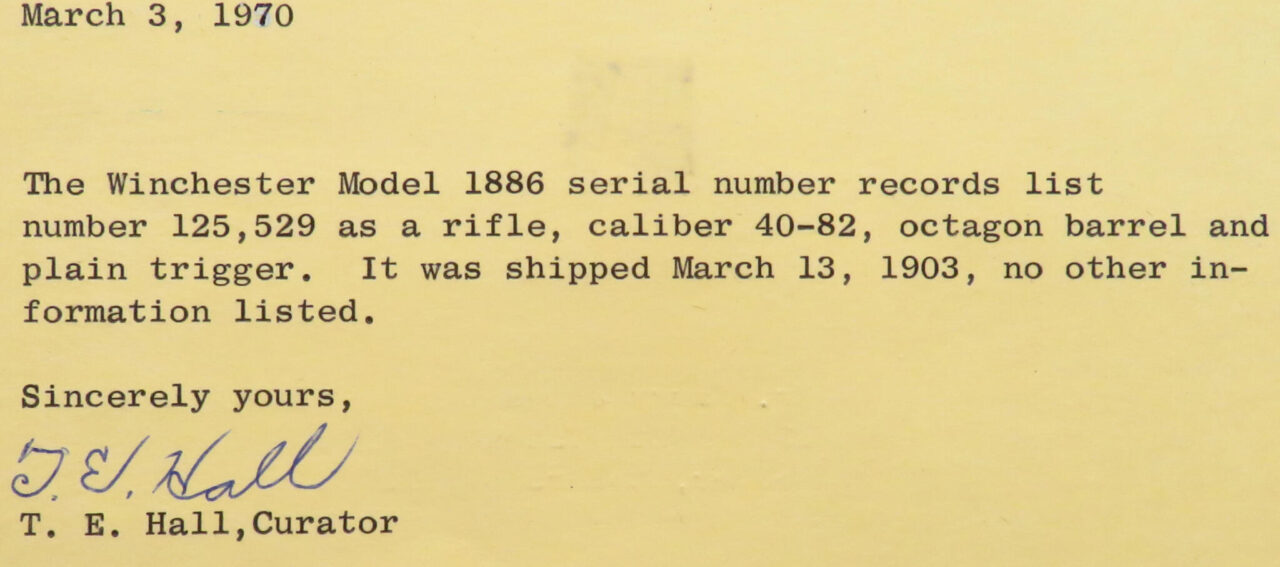 March 3, 1970
The Winchester Model 1886 serial number records list
number 125,529 as a rifle, caliber 40-82, octagon barrel and
plain trigger.  It was shipped March 13, 1903, no other in-
formation listed.
Sincerely yours,
T. E. Hall
T. E. Hall,Curator